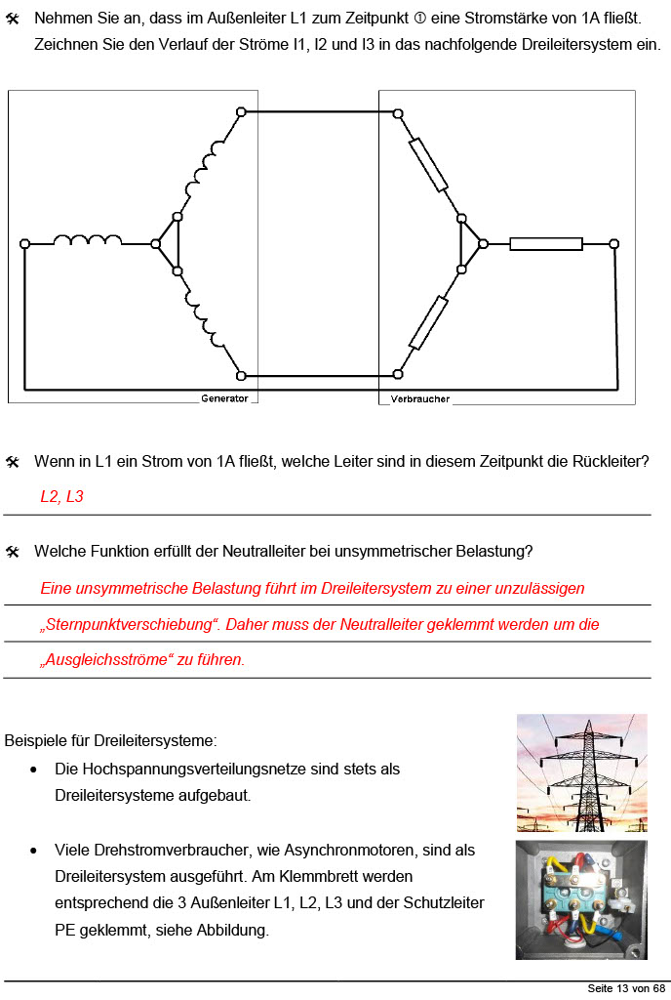 Nehmen Sie an, dass im Außenleiter L1 zum Zeitpunkt ① eine Stromstärke von 1A fließt.
Zeichnen Sie den Verlauf der Ströme I1, I2 und I3 in das nachfolgende Dreileitersystem ein.
Generator
Verbraucher
Wenn in L1 ein Strom von 1A fließt, welche Leiter sind in diesem Zeitpunkt die Rückleiter?
L2, L3
Welche Funktion erfüllt der Neutralleiter bei unsymmetrischer Belastung?
Eine unsymmetrische Belastung führt im Dreileitersystem zu einer unzulässigen
„Sternpunktverschiebung“. Daher muss der Neutralleiter geklemmt werden um die
„Ausgleichsströme“ zu führen.
Beispiele für Dreileitersysteme:
• Die Hochspannungsverteilungsnetze sind stets als
Dreileitersysteme aufgebaut.
• Viele Drehstromverbraucher, wie Asynchronmotoren, sind als
Dreileitersystem ausgeführt. Am Klemmbrett werden
entsprechend die 3 Außenleiter L1, L2, L3 und der Schutzleiter
PE geklemmt, siehe Abbildung.
Seite 13 von 68